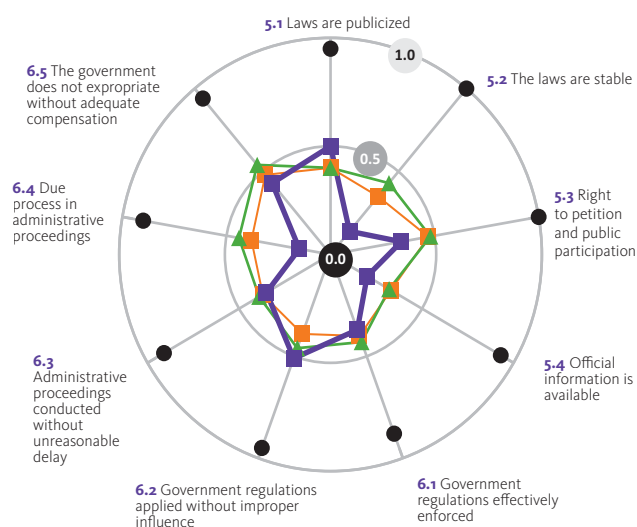 5.1 Laws are publicized
1.0
5.2 The laws are stable
0.5
5.3 Right
to petition
and public
participation
0.0
5.4 Official
information is
available
6.1 Government
regulations effectively
enforced
6.2 Government regulations
applied without improper
influence
6.3
Administrative
proceedings
conducted
without
unreasonable
delay
6.4 Due
process in
administrative
proceedings
6.5 The government
does not expropriate
without adequate
compensation